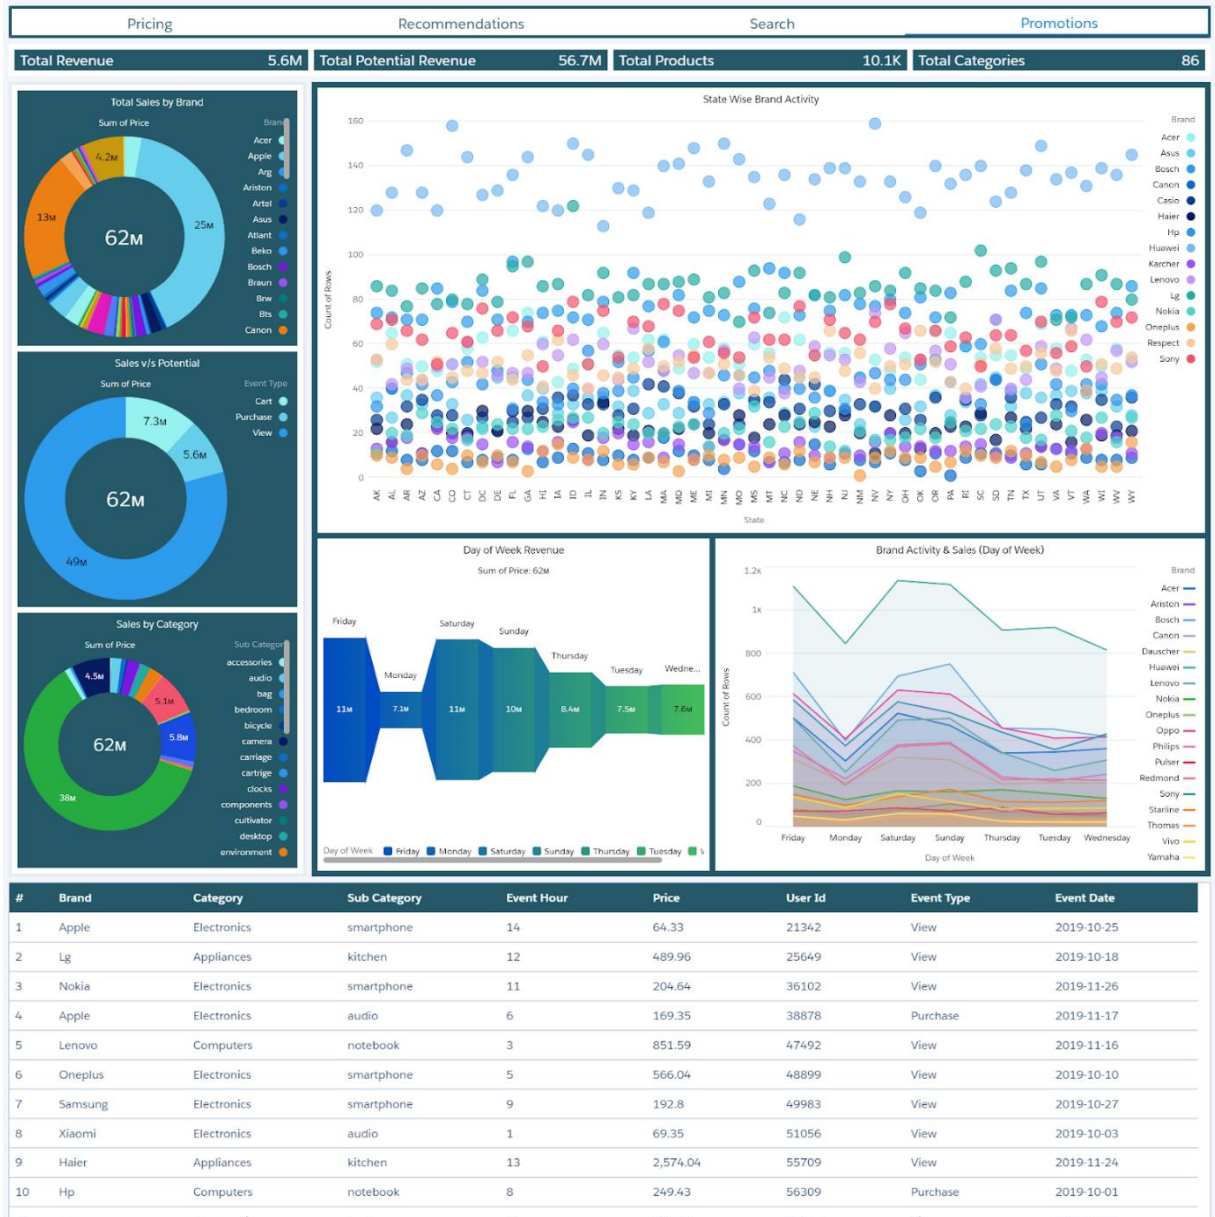 Pricing Recommendations Search Promotions
Total Revenue 5.6M Total Potential Revenue 56.7M Total Products 10.1K Total Categories 86
Total Sales by Brand
Sum of Price
Brand
Acer
Apple
Arg
Ariston
Artel
Asus
Atlant
Beko
Bosch
Braun
Brw
Bts
Canon
4.2M
13M
25M
62M
Sales v/s Potential
Sum of Price
Event Type
Cart
Purchase
View
7.3M
5.6M
62M
49M
Sales by Category
Sum of Price
Sub Categor
accessories
audio
bag
bedroom
bicycle
camera
carriage
cartrige
clocks
components
cultivator
desktop
environment
4.5M
5.1M
5.8M
62M
38M
State Wise Brand Activity
Count of Rows
160
140
120
100
80
60
40
20
0
AK AL AR AZ CA CO CT DC DE FL GA HI IA ID IL IN KS KY LA MA MD ME MI MN MO MS MT NC ND NE NH NJ NM NV NY OH OK OR PA RI SC SD TN TX UT VA VT WA WI WV WY
State
Brand
Acer
Asus
Bosch
Canon
Casio
Haier
Hp
Huawei
Karcher
Lenovo
Lg
Nokia
Oneplus
Respect
Sony
Day of Week Revenue
Sum of Price: 62M
Friday
Monday
Saturday
Sunday
Thursday
Tuesday
Wedne...
11M 7.1M 11M 10M 8.4M 7.5M 7.6M
Day of Week Friday Monday Saturday Sunday Thursday Tuesday
Brand Activity & Sales (Day of Week)
Count of Rows
1.2K
1K
800
600
400
200
0
Friday Monday Saturday Sunday Thursday Tuesday Wednesday
Day of Week
Brand
Acer
Ariston
Bosch
Canon
Dauscher
Huawei
Lenovo
Nokia
Oneplus
Oppo
Philips
Pulser
Redmond
Sony
Starline
Thomas
Vivo
Yamaha
# Brand Category Sub Category Event Hour Price User Id Event Type Event Date
1 Apple Electronics smartphone 14 64.33 21342 View 2019-10-25
2 Lg Appliances kitchen 12 489.96 25649 View 2019-10-18
3 Nokia Electronics smartphone 11 204.64 36102 View 2019-11-26
4 Apple Electronics audio 6 169.35 38878 Purchase 2019-11-17
5 Lenovo Computers notebook 3 851.59 47492 View 2019-11-16
6 Oneplus Electronics smartphone 5 566.04 48899 View 2019-10-10
7 Samsung Electronics smartphone 9 192.8 49983 View 2019-10-27
8 Xiaomi Electronics audio 1 69.35 51056 View 2019-10-03
9 Haier Appliances kitchen 13 2,574.04 55709 View 2019-11-24
10 Hp Computers notebook 8 249.43 56309 Purchase 2019-10-01